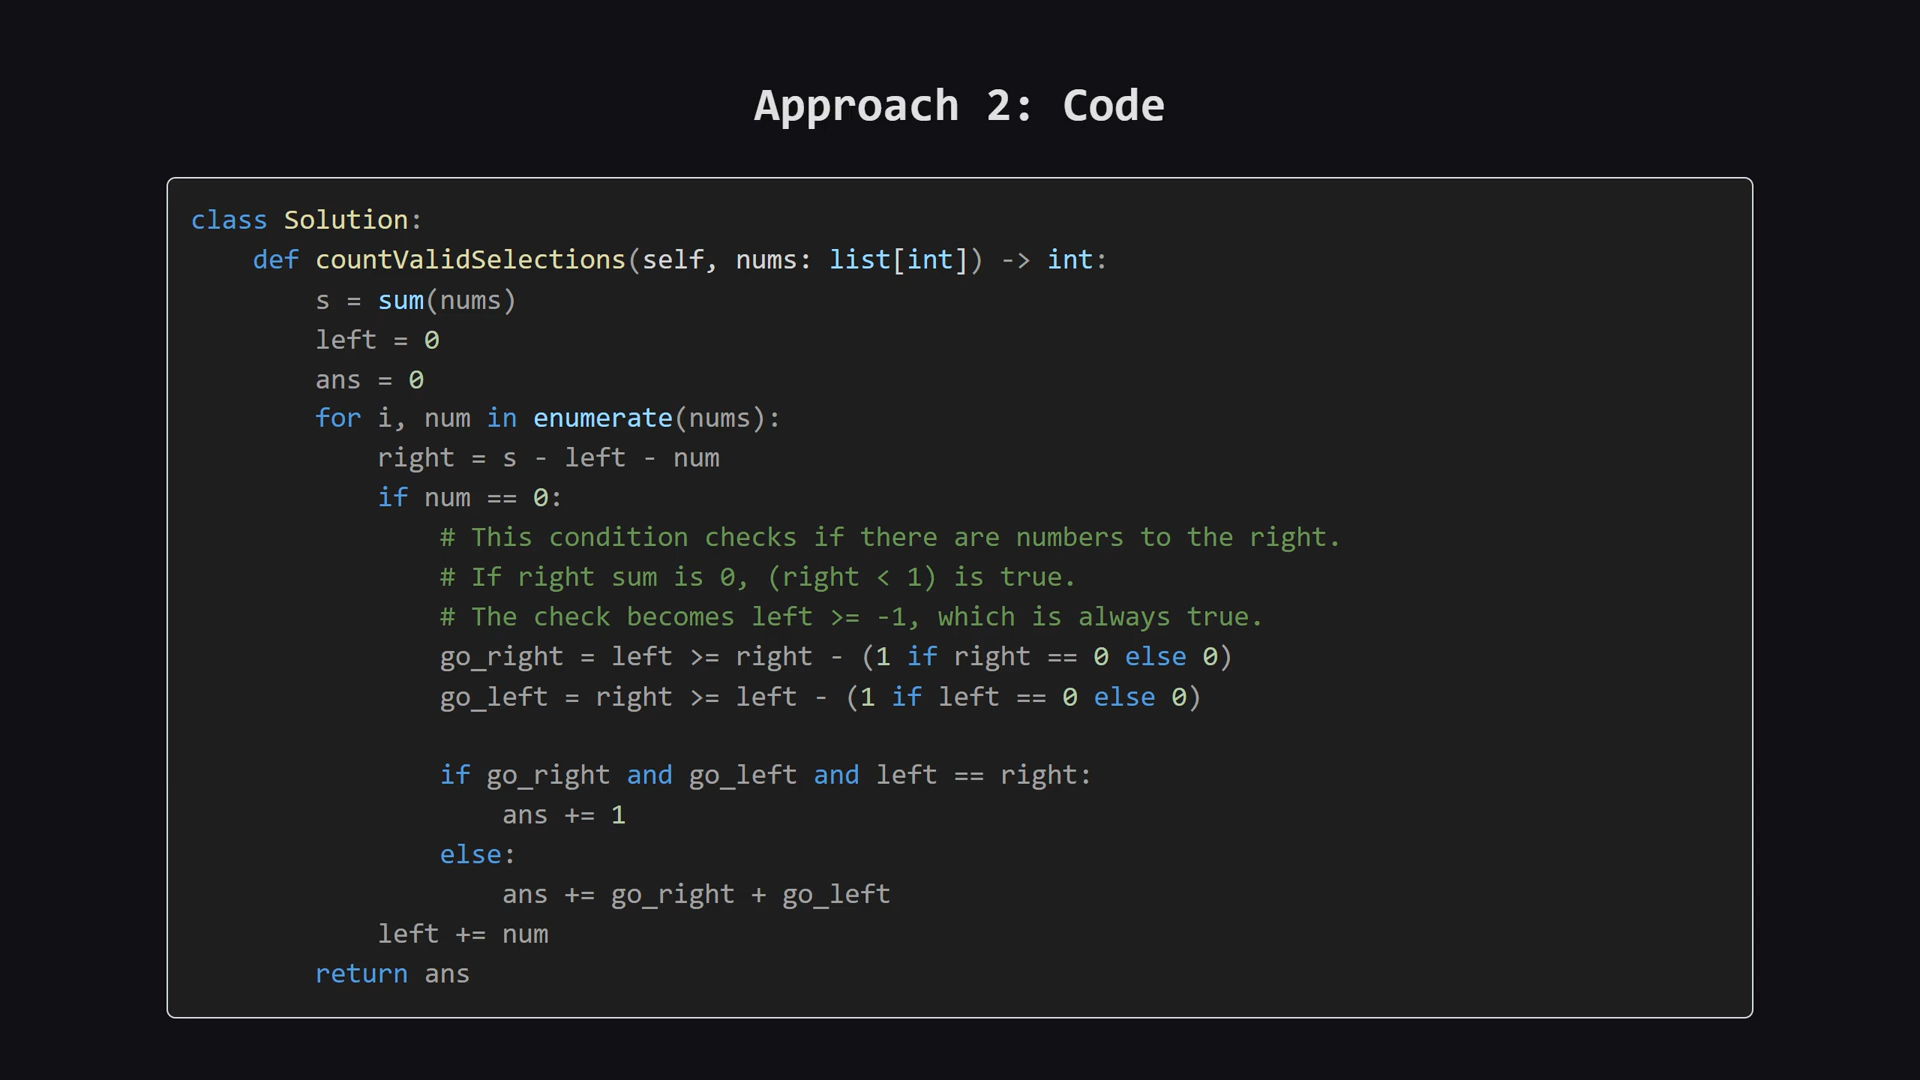 Approach 2: Code
class Solution:
    def countValidSelections(self, nums: list[int]) -> int:
        s = sum(nums)
        left = 0
        ans = 0
        for i, num in enumerate(nums):
            right = s - left - num
            if num == 0:
                # This condition checks if there are numbers to the right.
                # If right sum is 0, (right < 1) is true.
                # The check becomes left >= -1, which is always true.
                go_right = left >= right - (1 if right == 0 else 0)
                go_left = right >= left - (1 if left == 0 else 0)

                if go_right and go_left and left == right:
                    ans += 1
                else:
                    ans += go_right + go_left
            left += num
        return ans